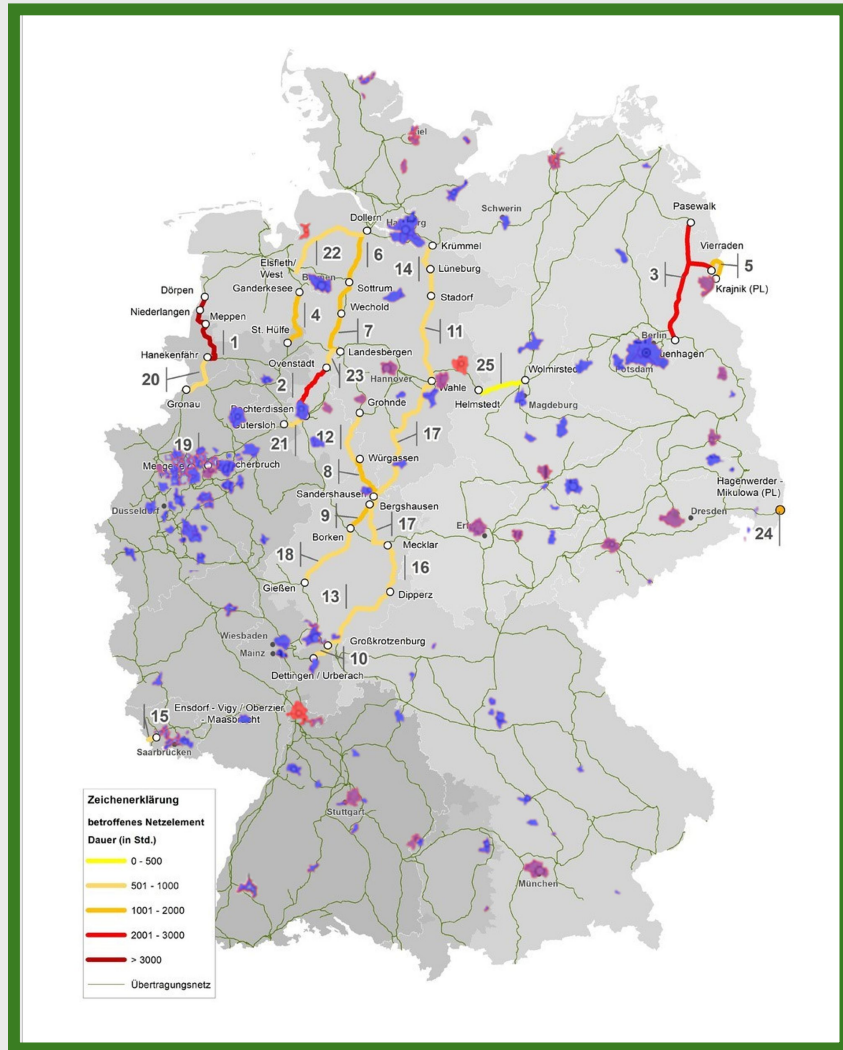 Kiel
Schwerin
Pasewalk
Dollern
Krümmel
Vierraden
22
6
Elsfleth/
West
14
Lüneburg
5
3
Krajnik (PL)
Ganderkesee
Sottrum
Dörpen
Stadorf
Niederlangen
4
Wechold
Meppen
7
11
1
St. Hülfe
Berlin
Hanekenfähr
Landesbergen
25
Potsdam
Ovenstädt
Hannover
Wolmirstedt
20
2
23
Wahle
Gronau
Helmstedt
Grohnde
Magdeburg
Bechterdissen
Gütersloh
21
12
17
19
Würgassen
8
Hagenwerder -
Mikulowa (PL)
Sandershausen
Düsseldorf
9
Bergshausen
Dresden
17
24
Borken
Mecklar
18
16
Gießen
13
Dipperz
Wiesbaden
Großkrotzenburg
Mainz
10
Dettingen / Urberach
Ensdorf - Vigy / Oberzier
- Maasbracht
15
Saarbrücken
Stuttgart
München
Zeichenerklärung
betroffenes Netzelement
Dauer (in Std.)
0 - 500
501 - 1000
1001 - 2000
2001 - 3000
> 3000
Übertragungsnetz